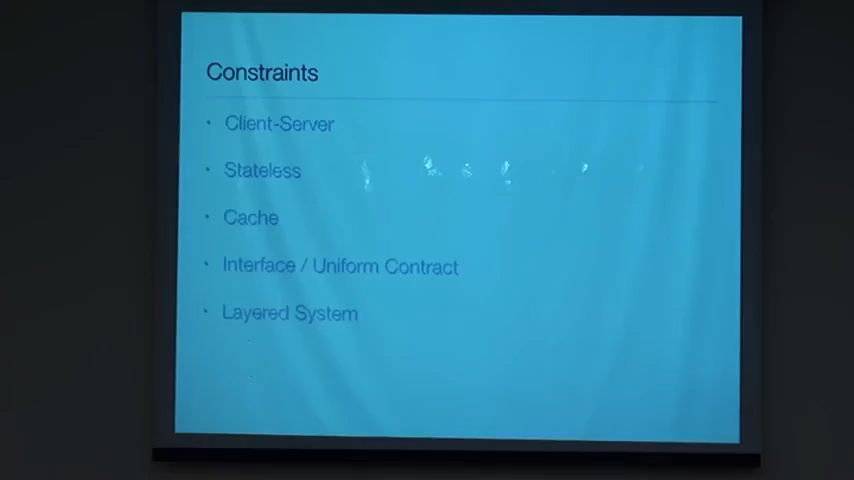 Constraints
• Client-Server
• Stateless
• Cache
• Interface / Uniform Contract
• Layered System